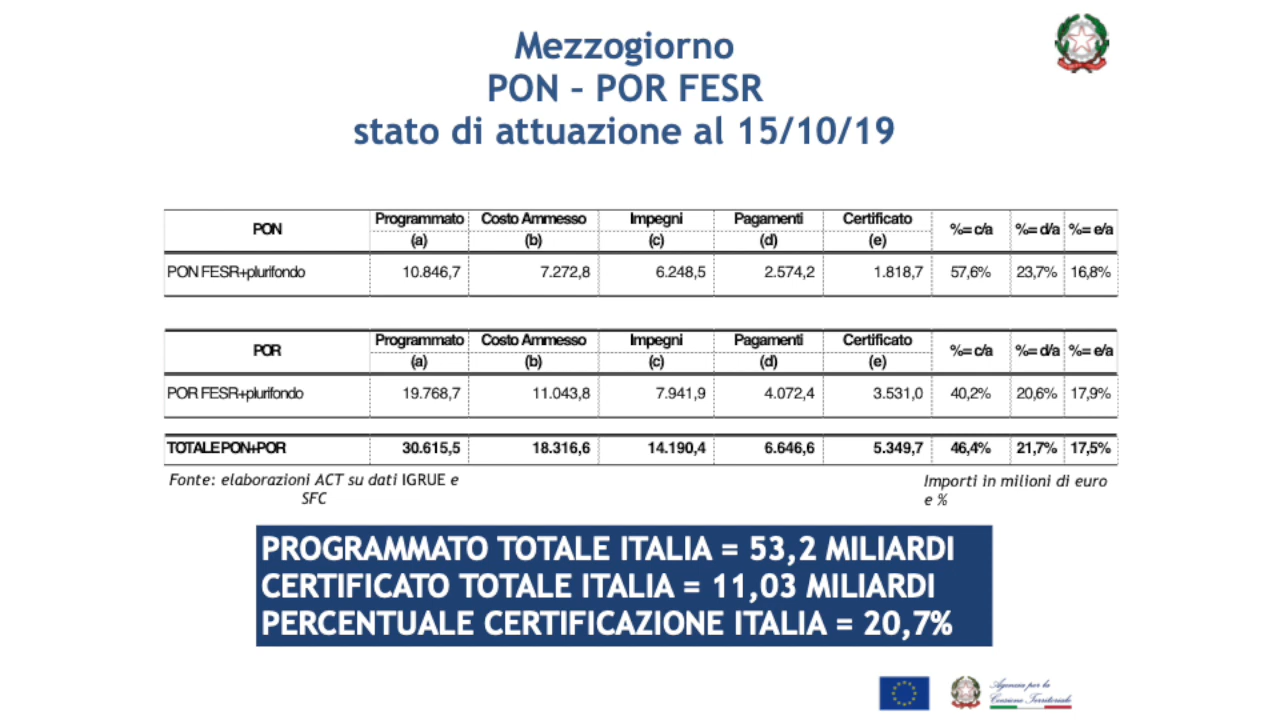 Mezzogiorno
PON – POR FESR
stato di attuazione al 15/10/19
PON Programmato (a) Costo Ammesso (b) Impegni (c) Pagamenti (d) Certificato (e) %= c/a %= d/a %= e/a
PON FESR+plurifondo 10.846,7 7.272,8 6.248,5 2.574,2 1.818,7 57,6% 23,7% 16,8%
POR Programmato (a) Costo Ammesso (b) Impegni (c) Pagamenti (d) Certificato (e) %= c/a %= d/a %= e/a
POR FESR+plurifondo 19.768,7 11.043,8 7.941,9 4.072,4 3.531,0 40,2% 20,6% 17,9%
TOTALE PON+POR 30.615,5 18.316,6 14.190,4 6.646,6 5.349,7 46,4% 21,7% 17,5%
Fonte: elaborazioni ACT su dati IGRUE e
SFC
Importi in milioni di euro
e %
PROGRAMMATO TOTALE ITALIA = 53,2 MILIARDI
CERTIFICATO TOTALE ITALIA = 11,03 MILIARDI
PERCENTUALE CERTIFICAZIONE ITALIA = 20,7%
Agenzia per la
Coesione Territoriale